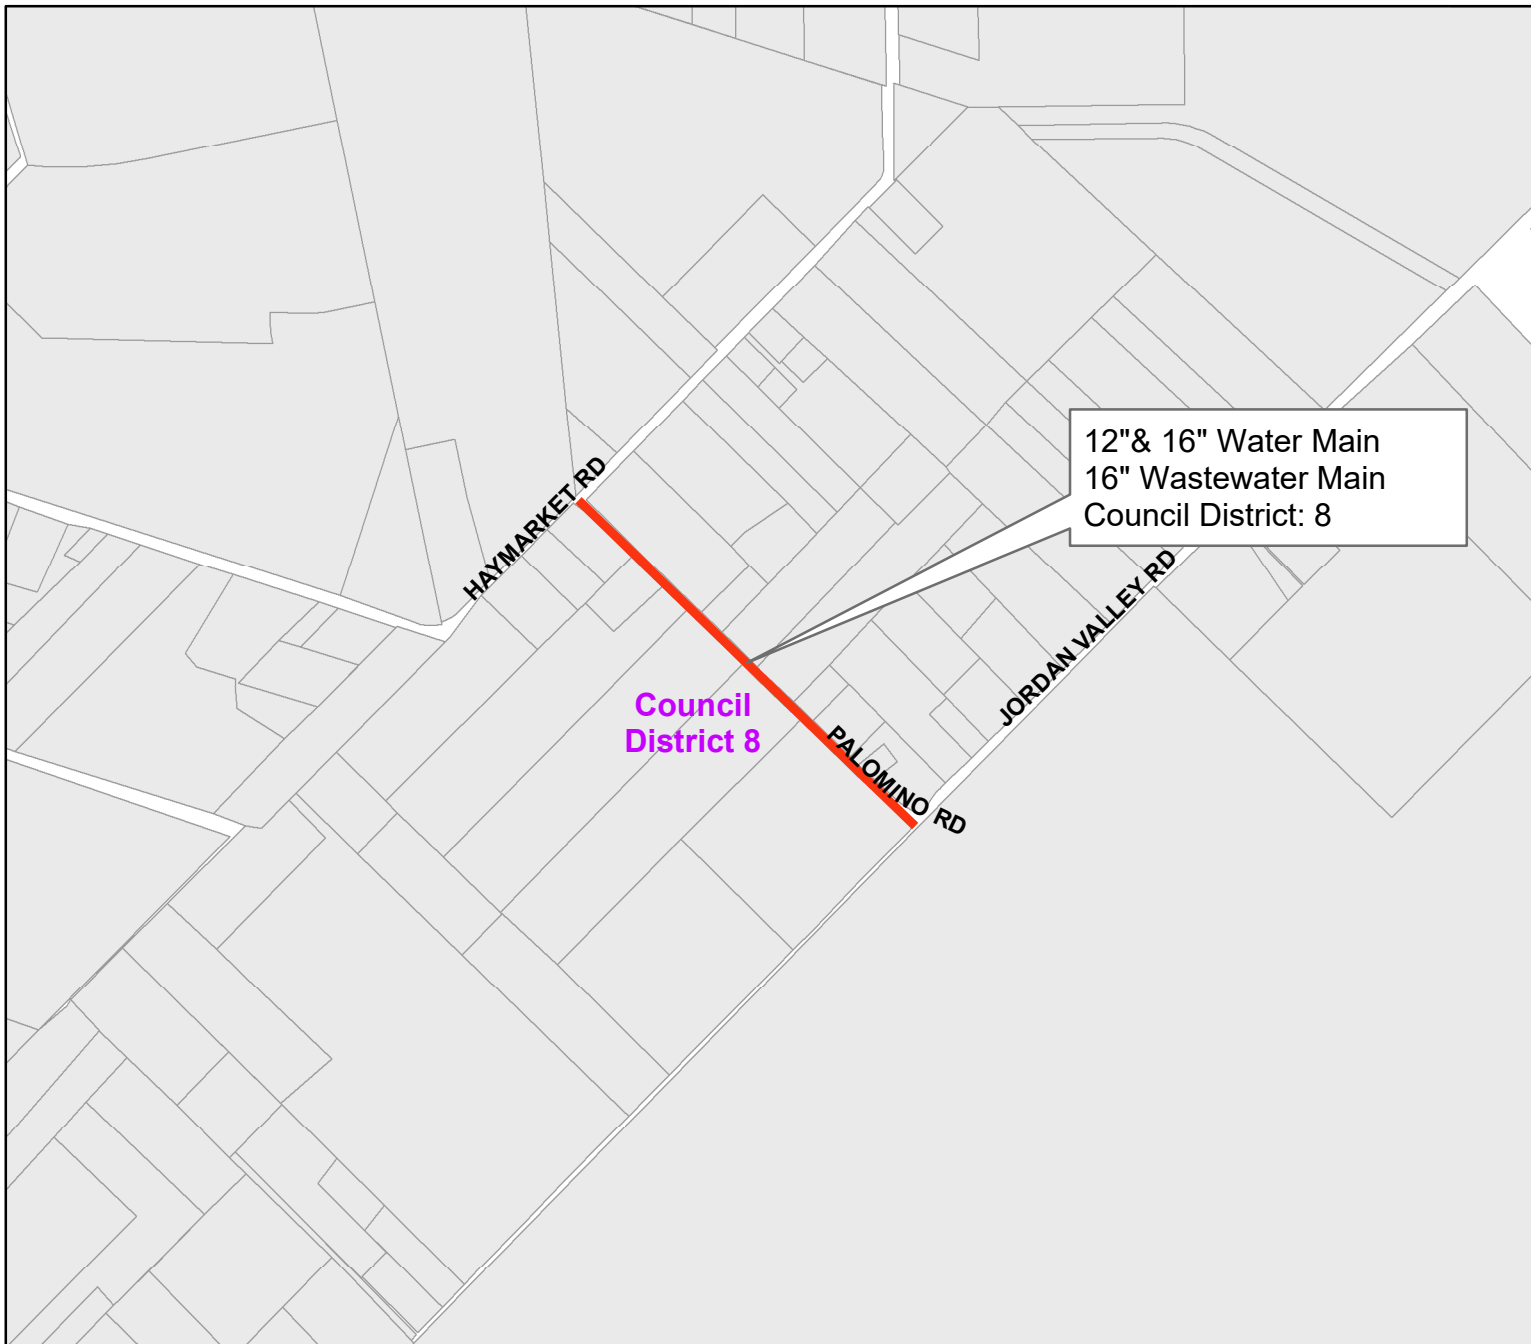 12"& 16" Water Main
16" Wastewater Main
Council District: 8
HAYMARKET RD
JORDAN VALLEY RD
Council
District 8
PALOMINO RD